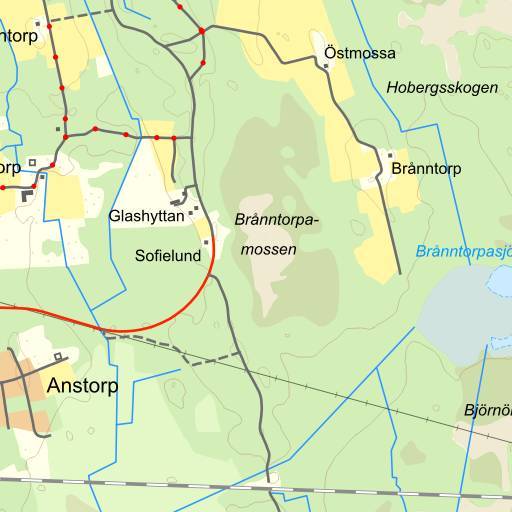 ntorp
Östmossa
Hobergsskogen
orp
Brånntorp
Glashyttan
Brånntorpa-
mossen
Sofielund
Brånntorpasjö
Anstorp
Björnö